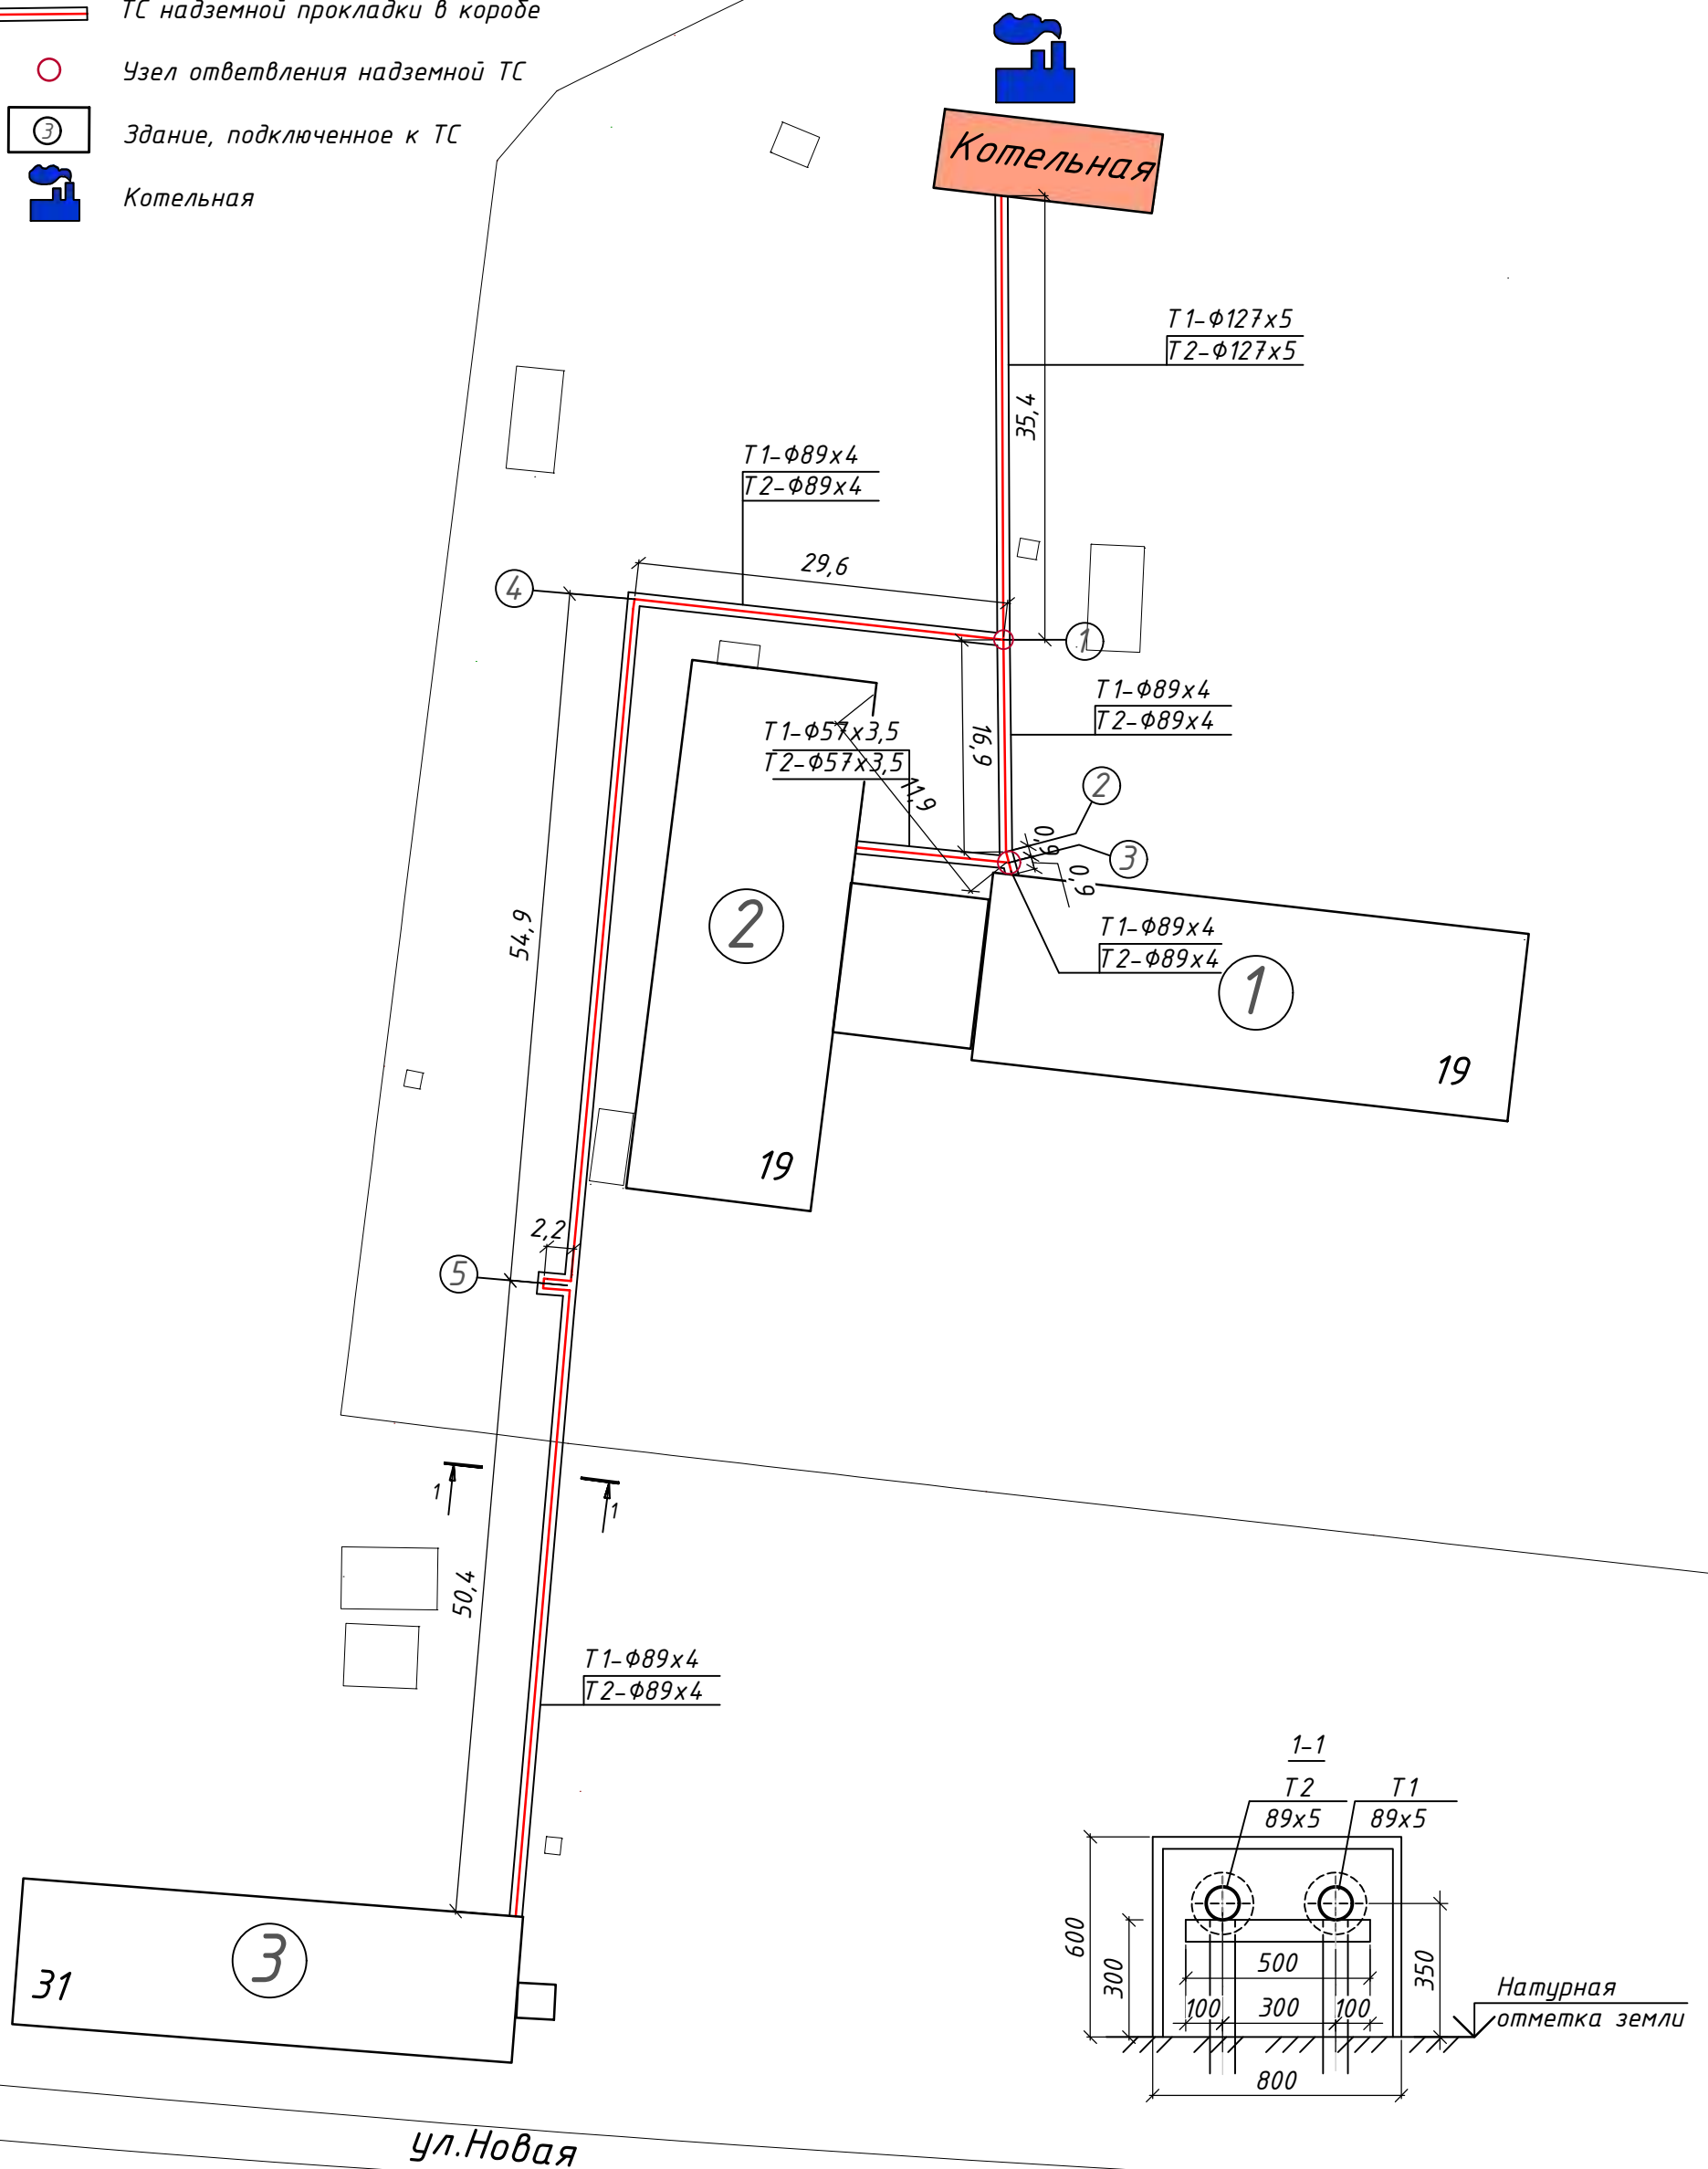 ТС надземной прокладки в коробе
Узел ответвления надземной ТС
3
Здание, подключенное к ТС
Котельная
Котельная
Т1-Ф127х5
Т2-Ф127х5
35,4
Т1-Ф89х4
Т2-Ф89х4
29,6
4
1
Т1-Ф89х4
Т2-Ф89х4
16,9
Т1-Ф57х3,5
Т2-Ф57х3,5
11,9
2
0,9
3
0,9
54,9
2
Т1-Ф89х4
Т2-Ф89х4
1
19
19
2,2
5
1
1
50,4
Т1-Ф89х4
Т2-Ф89х4
1-1
Т2
Т1
89х5
89х5
600
300
500
350
100
300
100
Натурная
отметка земли
800
3
31
ул.Новая